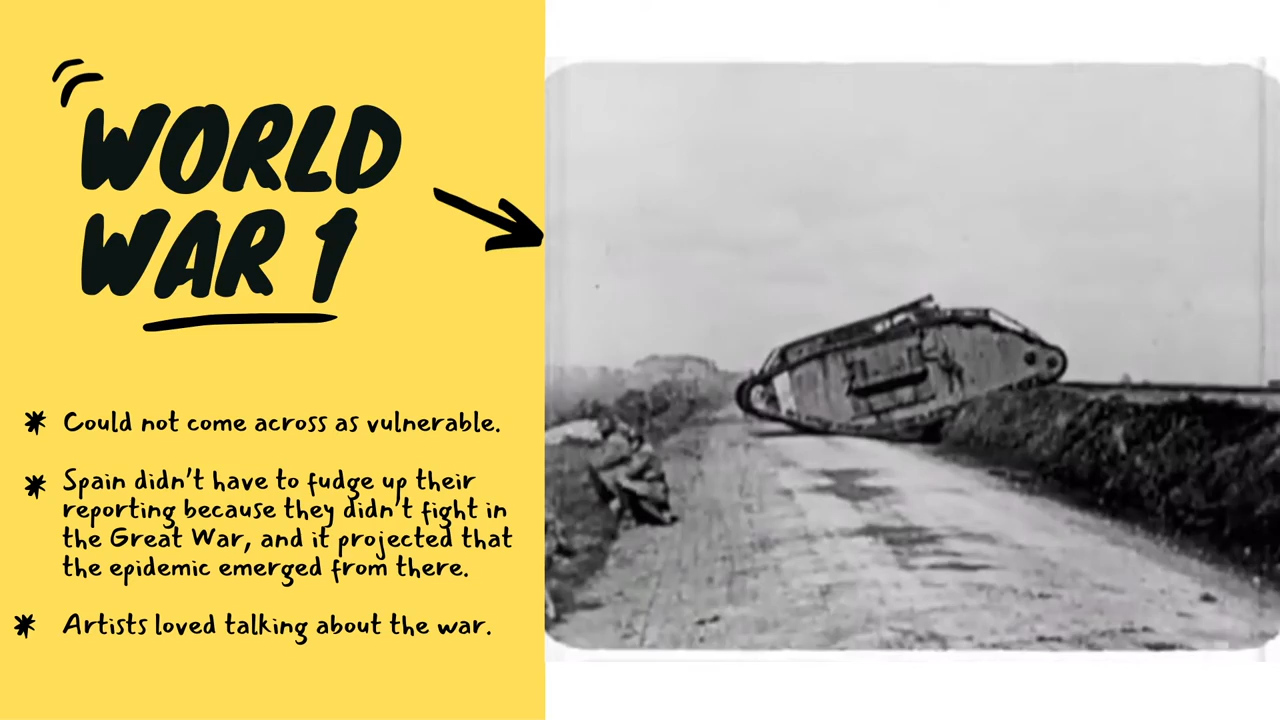 WORLD
WAR 1
Could not come across as vulnerable.
Spain didn't have to fudge up their
reporting because they didn't fight in
the Great War, and it projected that
the epidemic emerged from there.
Artists loved talking about the war.